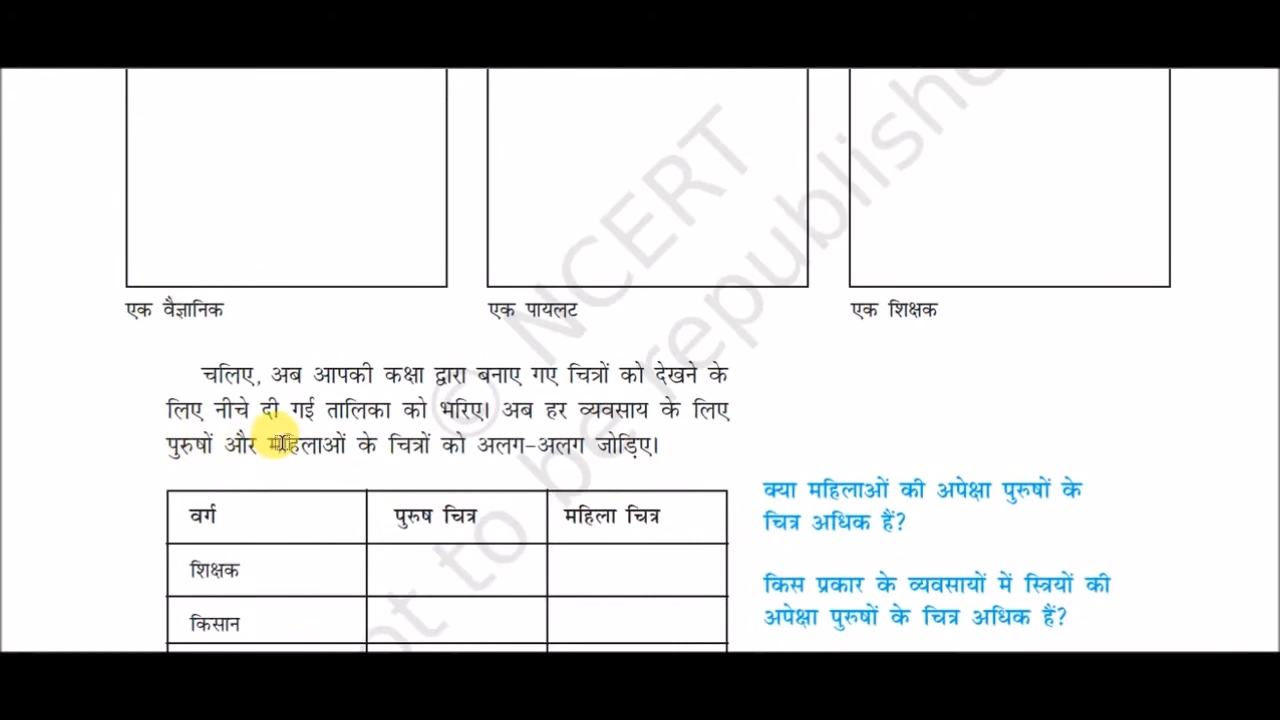 एक वैज्ञानिक
एक पायलट
एक शिक्षक
चलिए, अब आपकी कक्षा द्वारा बनाए गए चित्रों को देखने के
लिए नीचे दी गई तालिका को भरिए। अब हर व्यवसाय के लिए
पुरुषों और महिलाओं के चित्रों को अलग-अलग जोड़िए।
वर्ग पुरुष चित्र महिला चित्र
शिक्षक
किसान
क्या महिलाओं की अपेक्षा पुरुषों के
चित्र अधिक हैं?
किस प्रकार के व्यवसायों में स्त्रियों की
अपेक्षा पुरुषों के चित्र अधिक हैं?
© NCERT
not to be republished